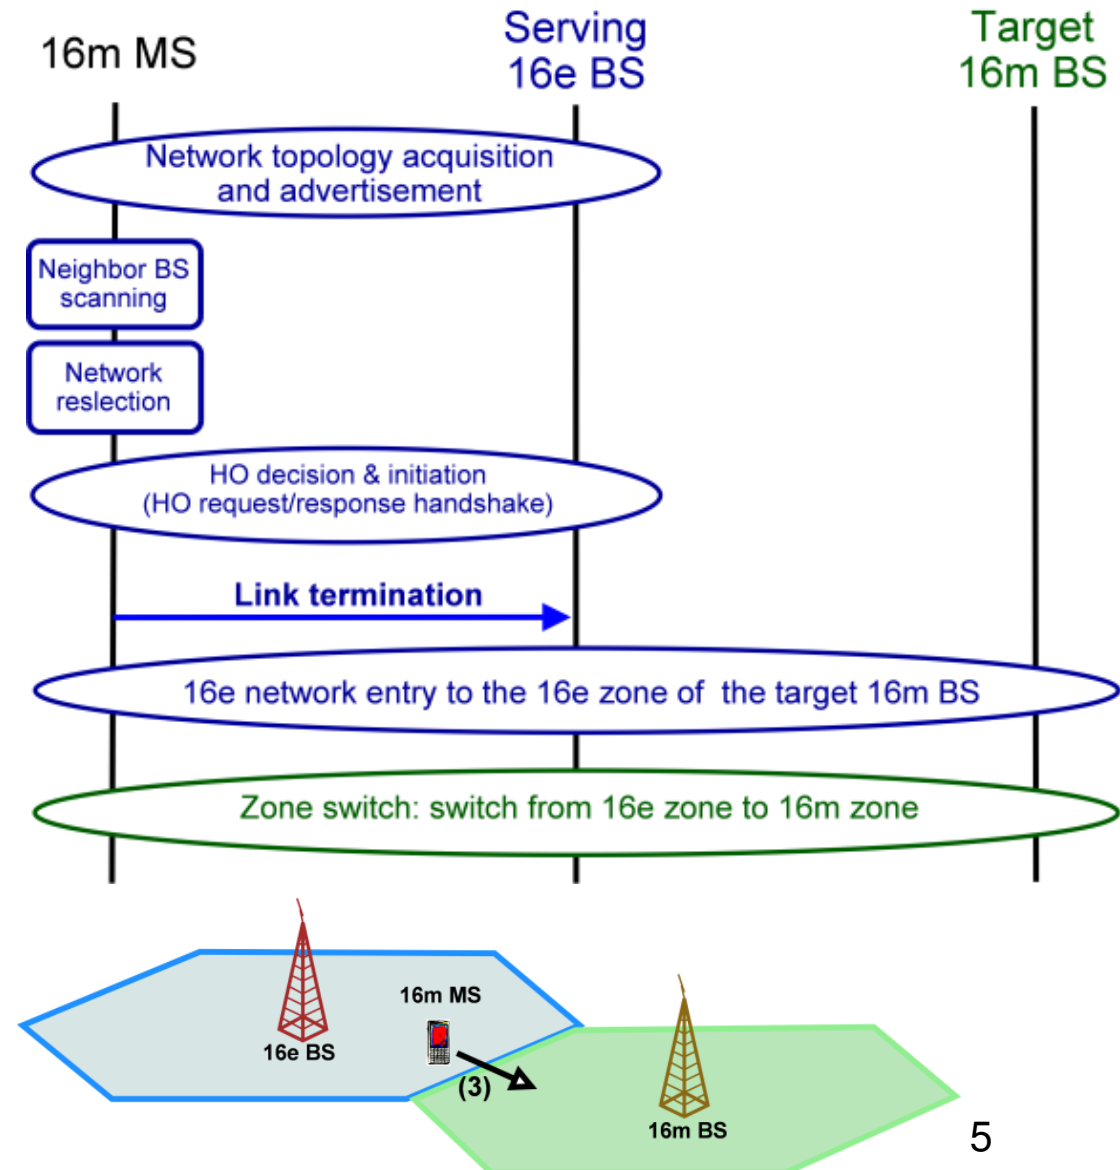 16m MS
Serving
16e BS
Target
16m BS
Network topology acquisition
and advertisement
Neighbor BS
scanning
Network
reslection
HO decision & initiation
(HO request/response handshake)
Link termination
16e network entry to the 16e zone of the target 16m BS
Zone switch: switch from 16e zone to 16m zone
16m MS
16e BS
(3)
16m BS
5